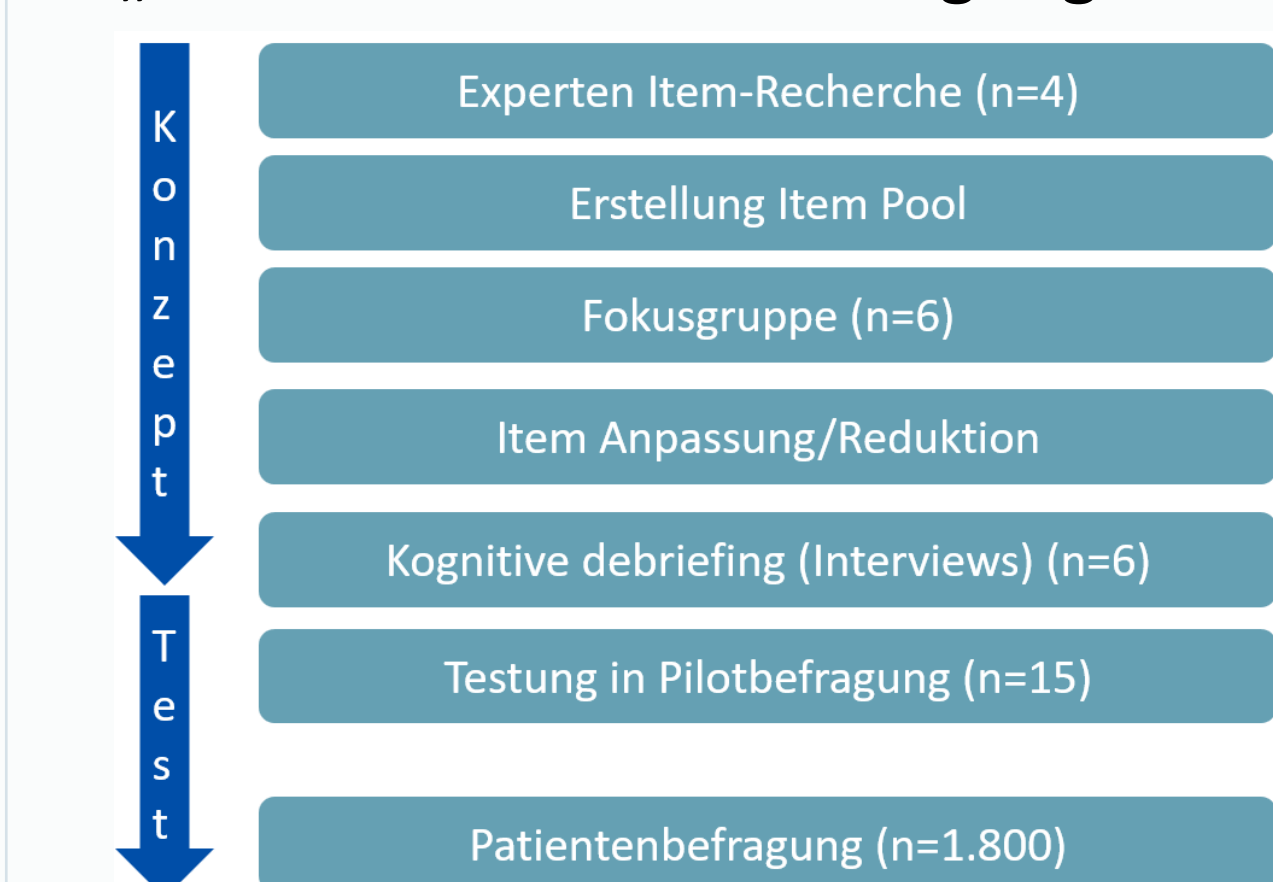 Konzept
Experten Item-Recherche (n=4)
Erstellung Item Pool
Fokusgruppe (n=6)
Item Anpassung/Reduktion
Kognitive debriefing (Interviews) (n=6)
Test
Testung in Pilotbefragung (n=15)
Patientenbefragung (n=1.800)